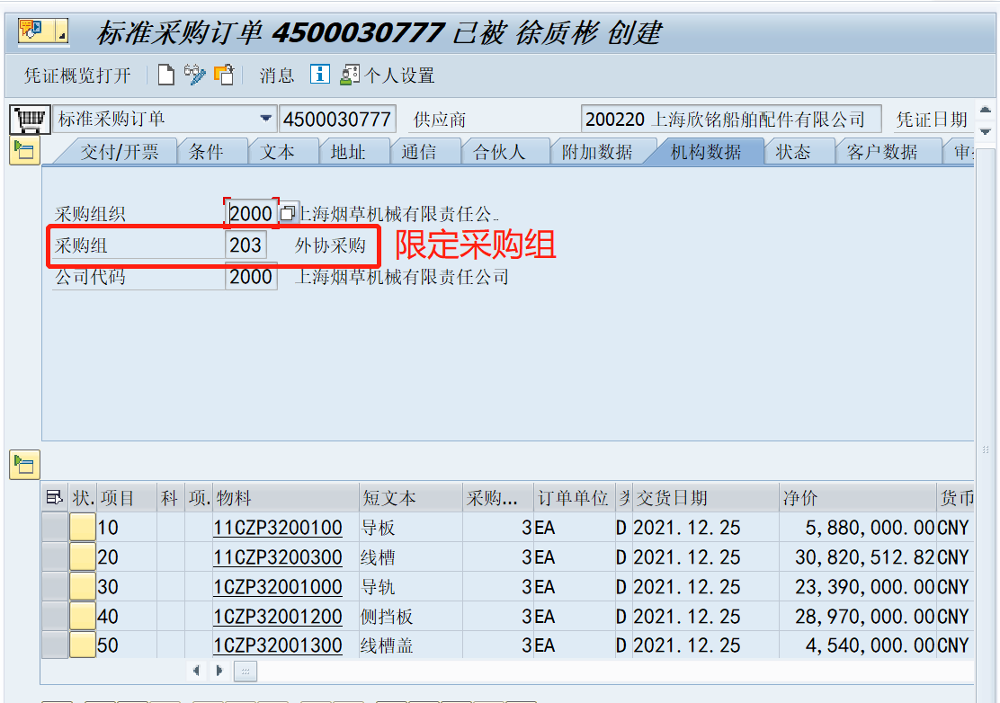 标准采购订单 4500030777 已被 徐质彬 创建
凭证概览打开 消息 个人设置
标准采购订单 4500030777 供应商 200220 上海欣铭船舶配件有限公司 凭证日期
交付/开票 条件 文本 地址 通信 合伙人 附加数据 机构数据 状态 客户数据
采购组织 2000 上海烟草机械有限责任公…
采购组 203 外协采购 限定采购组
公司代码 2000 上海烟草机械有限责任公司
状. 项目 科 项. 物料 短文本 采购... 订单单位 交货日期 净价 货币
10 11CZP3200100 导板 3 EA D 2021.12.25 5,880,000.00 CNY
20 11CZP3200300 线槽 3 EA D 2021.12.25 30,820,512.82 CNY
30 1CZP32001000 导轨 3 EA D 2021.12.25 23,390,000.00 CNY
40 1CZP32001200 侧挡板 3 EA D 2021.12.25 28,970,000.00 CNY
50 1CZP32001300 线槽盖 3 EA D 2021.12.25 4,540,000.00 CNY